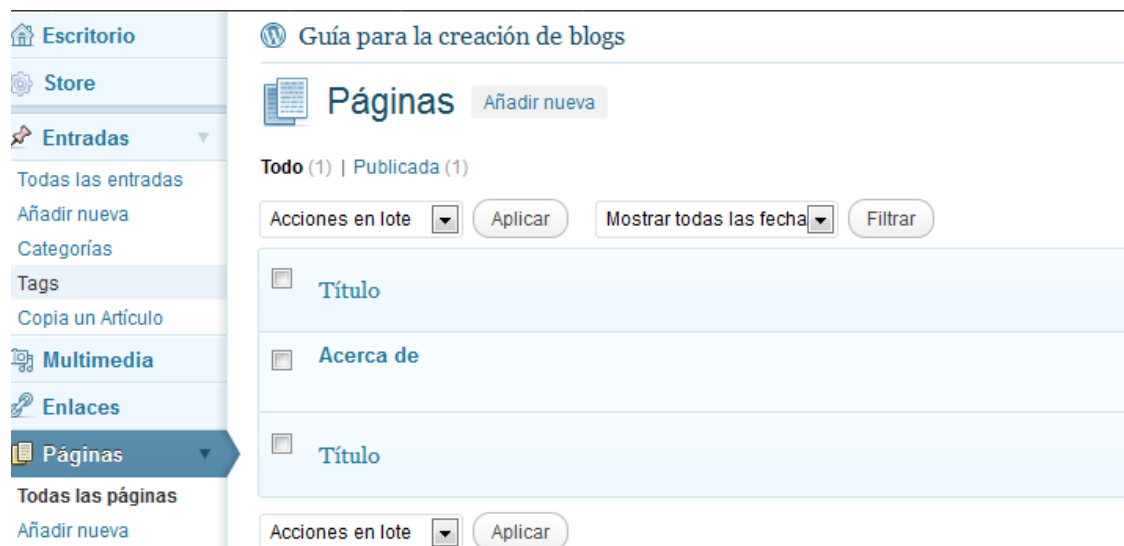 Escritorio
Store
Entradas
Todas las entradas
Añadir nueva
Categorías
Tags
Copia un Artículo
Multimedia
Enlaces
Páginas
Todas las páginas
Añadir nueva
Guía para la creación de blogs
Páginas Añadir nueva
Todo (1) | Publicada (1)
Acciones en lote Aplicar Mostrar todas las fecha Filtrar
Título
Acerca de
Título
Acciones en lote Aplicar